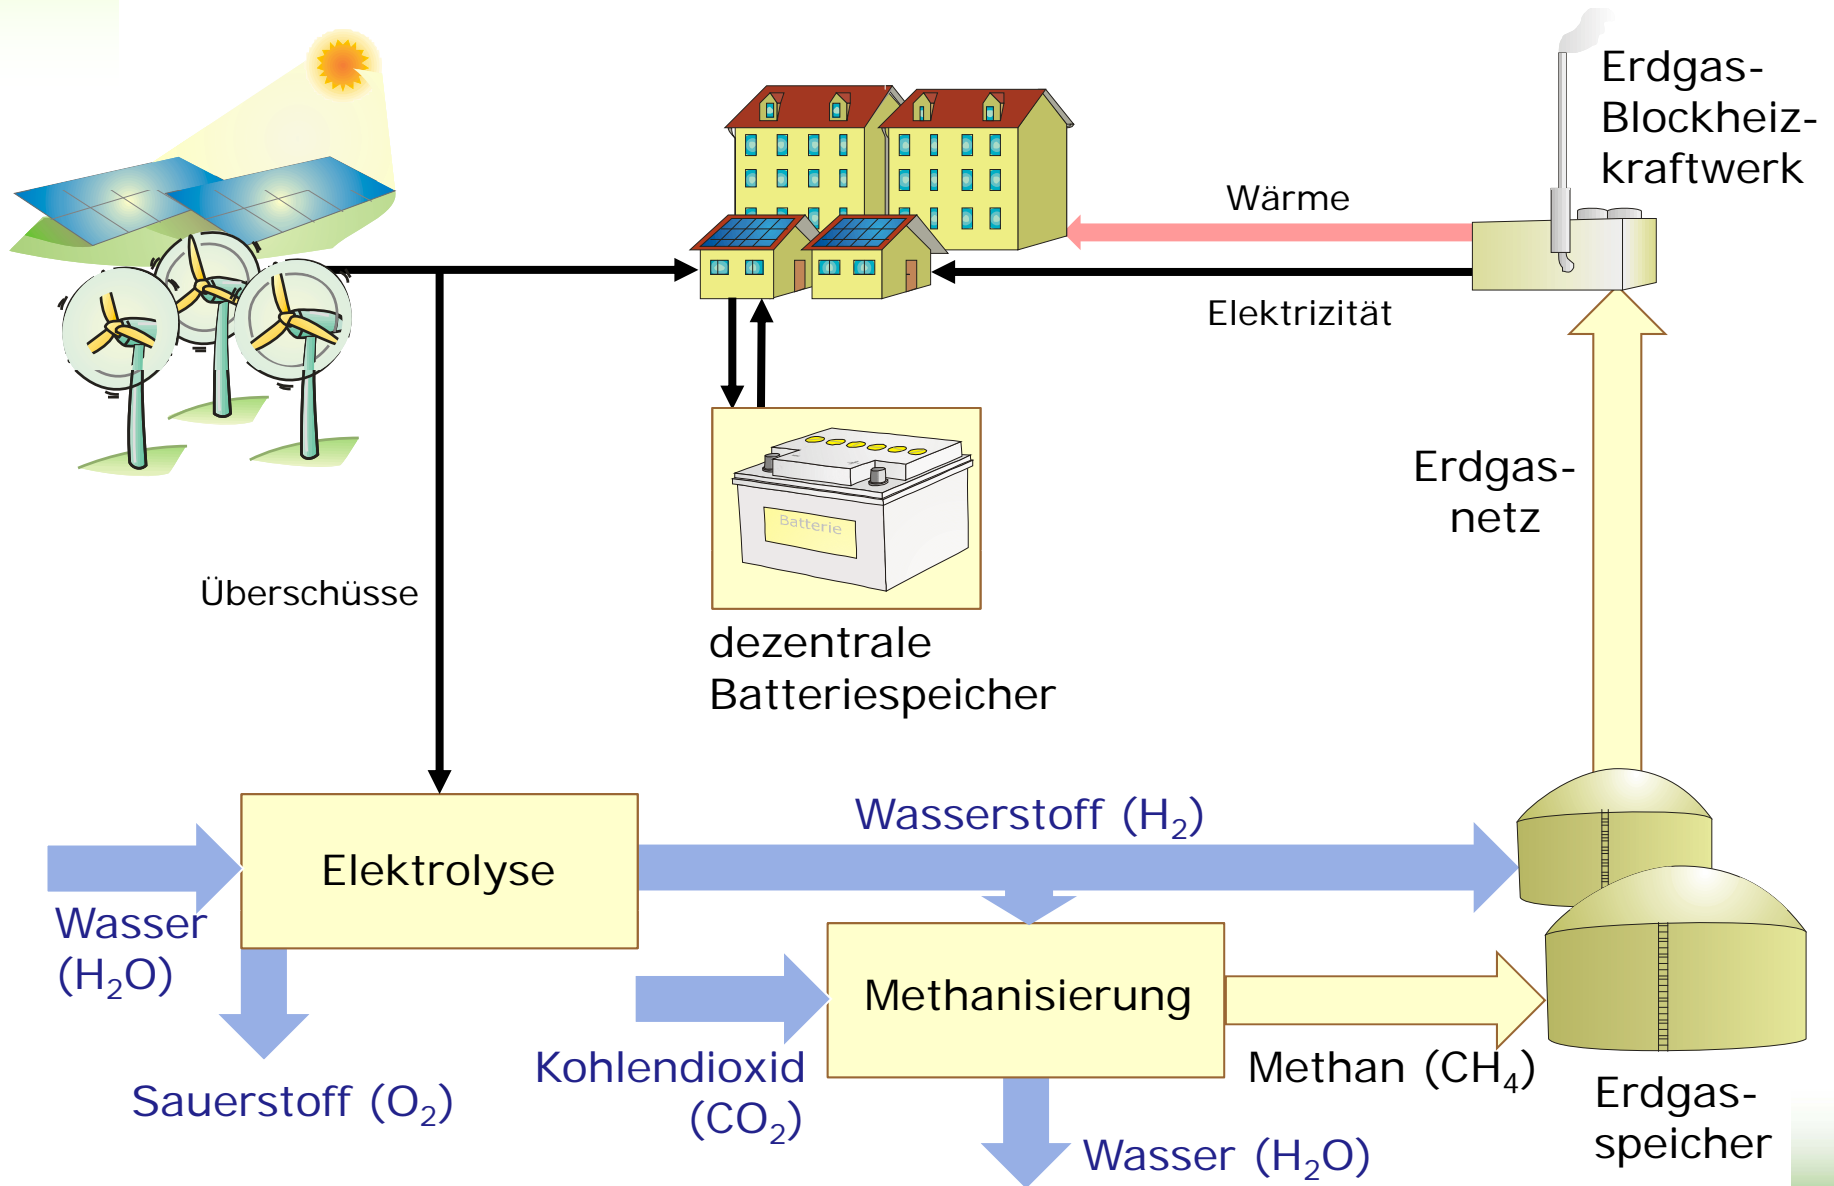 Erdgas-
Blockheiz-
kraftwerk
Wärme
Elektrizität
Batterie
Erdgas-
netz
Überschüsse
dezentrale
Batteriespeicher
Wasserstoff (H₂)
Elektrolyse
Wasser
(H₂O)
Methanisierung
Kohlendioxid
(CO₂)
Methan (CH₄)
Sauerstoff (O₂)
Erdgas-
speicher
Wasser (H₂O)